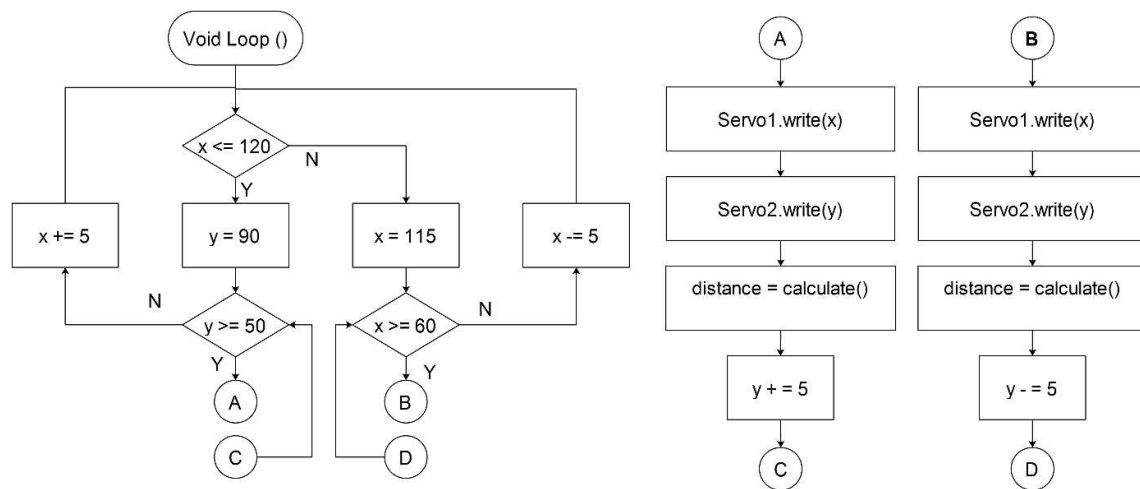 Void Loop ()
x <= 120
N
Y
x += 5
y = 90
x = 115
x -= 5
N
y >= 50
x >= 60
N
Y
Y
A
B
C
D
A
Servo1.write(x)
Servo2.write(y)
distance = calculate()
y + = 5
C
B
Servo1.write(x)
Servo2.write(y)
distance = calculate()
y - = 5
D